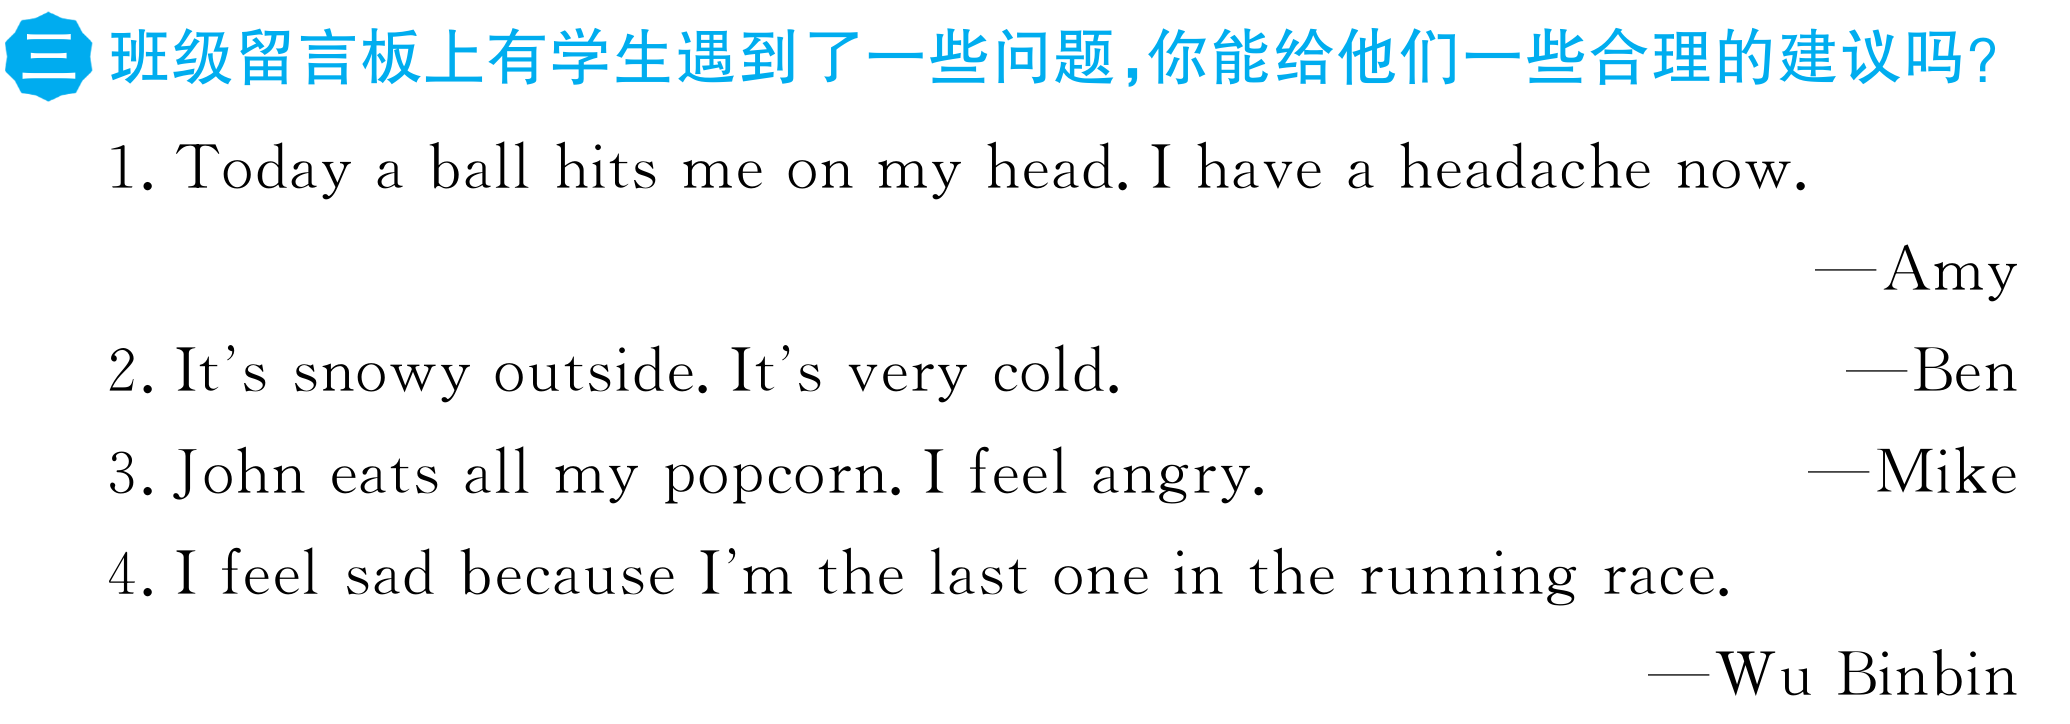 三 班级留言板上有学生遇到了一些问题,你能给他们一些合理的建议吗?
1. Today a ball hits me on my head. I have a headache now.
—Amy
2. It's snowy outside. It's very cold. —Ben
3. John eats all my popcorn. I feel angry. —Mike
4. I feel sad because I'm the last one in the running race.
—Wu Binbin